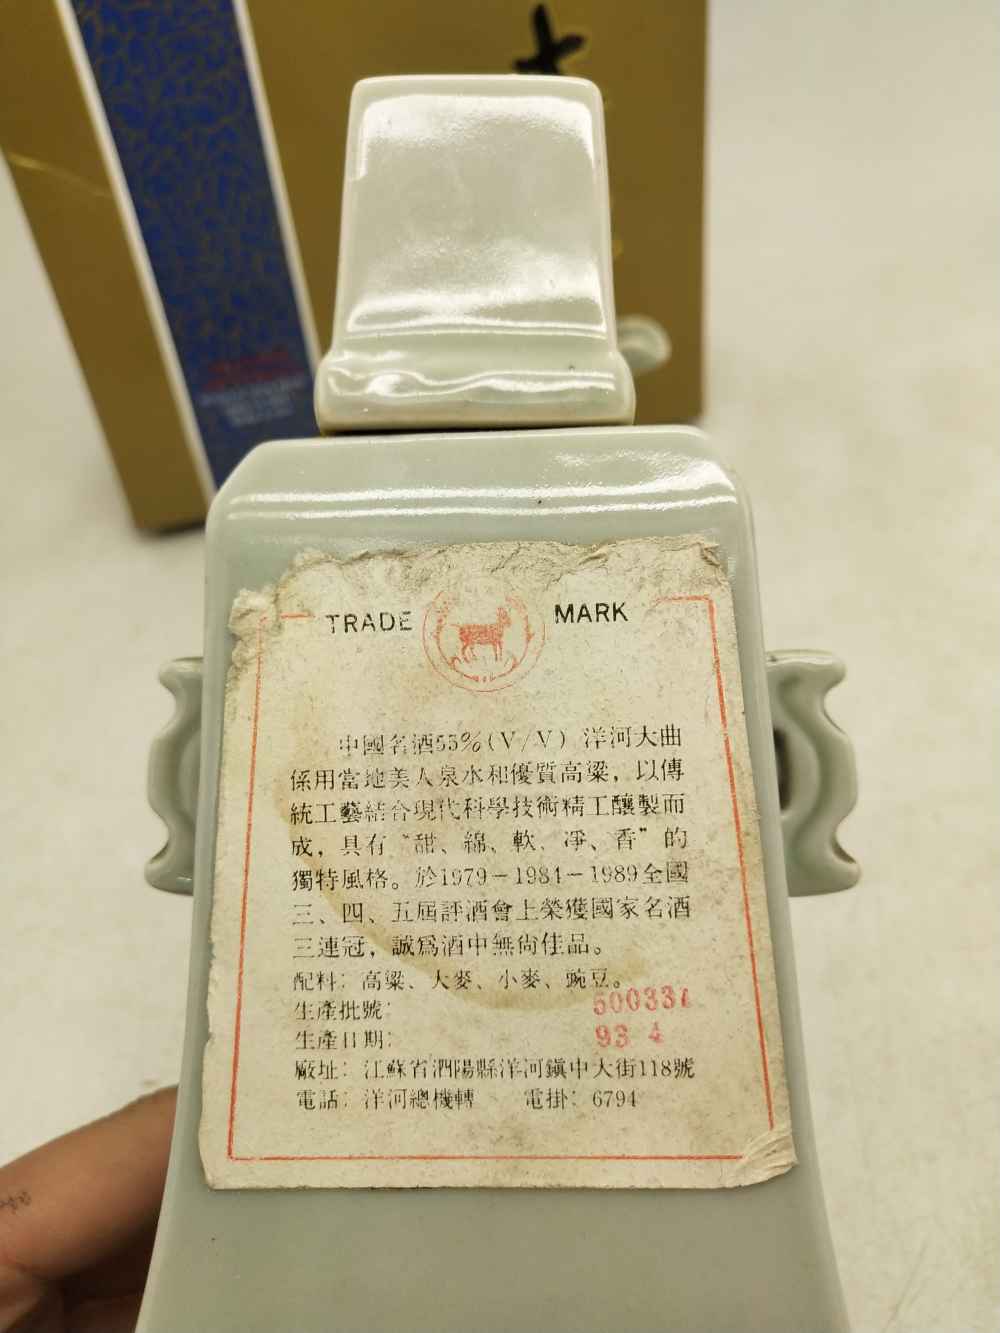 大
TRADE MARK
中國名酒55%(V/V) 洋河大曲
係用當地美人泉水和優質高粱，以傳
統工藝結合現代科學技術精工釀製而
成，具有“甜、綿、軟、凈、香”的
獨特風格。於1979－1984－1989全國
三、四、五屆評酒會上榮獲國家名酒
三連冠，誠爲酒中無尙佳品。
配料：高粱、大麥、小麥、豌豆。
生產批號： 500331
生產日期： 93 4
廠址：江蘇省泗陽縣洋河鎭中大街118號
電話：洋河總機轉 電掛：6794